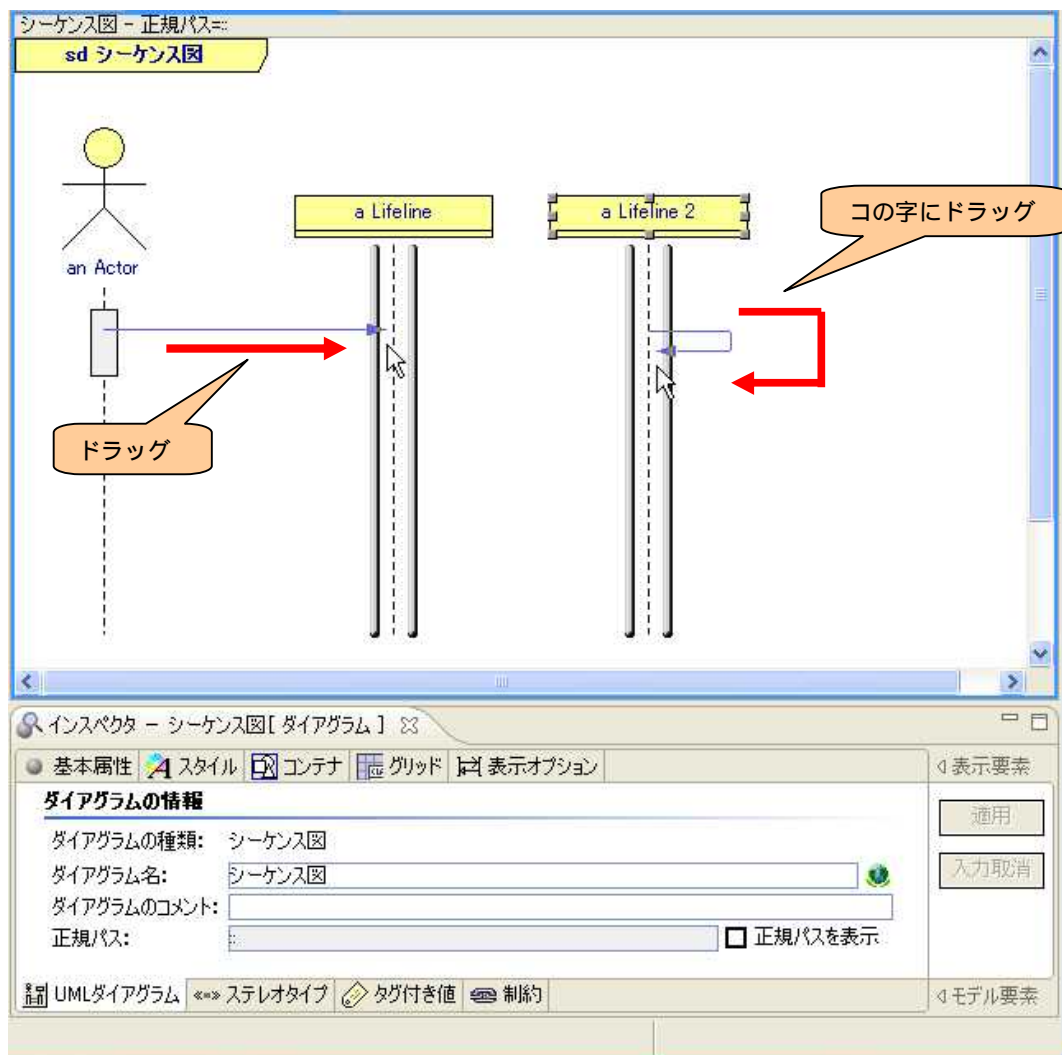 シーケンス図 - 正規パス=::
sd シーケンス図
a Lifeline
a Lifeline 2
コの字にドラッグ
an Actor
ドラッグ
インスペクタ - シーケンス図[ ダイアグラム ]
基本属性 スタイル コンテナ グリッド 表示オプション
表示要素
ダイアグラムの情報
適用
ダイアグラムの種類: シーケンス図
ダイアグラム名: シーケンス図
入力取消
ダイアグラムのコメント:
正規パス: :: 正規パスを表示
UMLダイアグラム «=» ステレオタイプ タグ付き値 制約
モデル要素